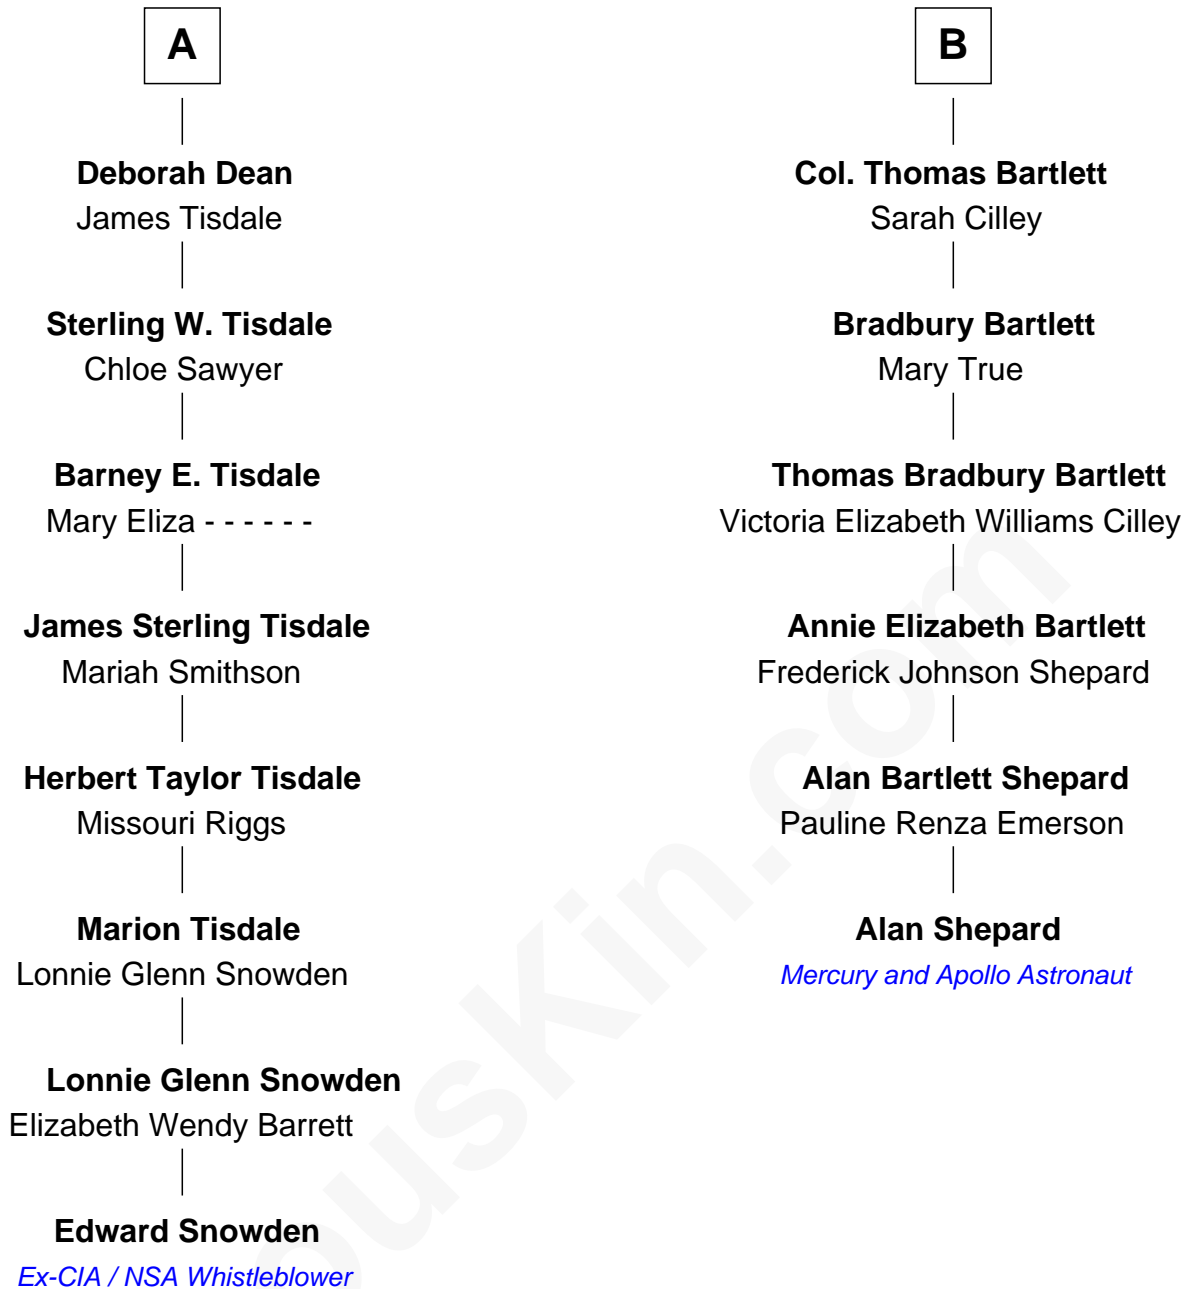 A
Deborah Dean
James Tisdale
Sterling W. Tisdale
Chloe Sawyer
Barney E. Tisdale
Mary Eliza - - - - - -
James Sterling Tisdale
Mariah Smithson
Herbert Taylor Tisdale
Missouri Riggs
Marion Tisdale
Lonnie Glenn Snowden
Lonnie Glenn Snowden
Elizabeth Wendy Barrett
Edward Snowden
Ex-CIA / NSA Whistleblower
B
Col. Thomas Bartlett
Sarah Cilley
Bradbury Bartlett
Mary True
Thomas Bradbury Bartlett
Victoria Elizabeth Williams Cilley
Annie Elizabeth Bartlett
Frederick Johnson Shepard
Alan Bartlett Shepard
Pauline Renza Emerson
Alan Shepard
Mercury and Apollo Astronaut
ousKin.com